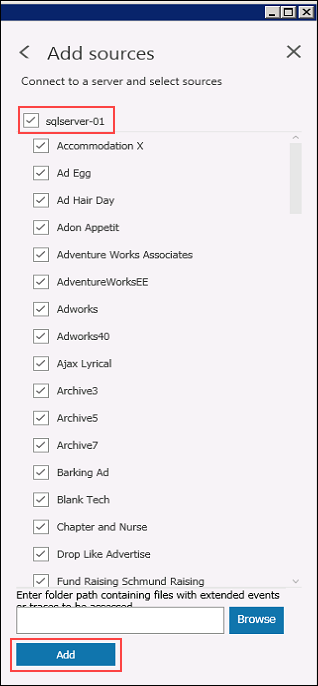 Add sources
Connect to a server and select sources
sqlserver-01
Accommodation X
Ad Egg
Ad Hair Day
Adon Appetit
Adventure Works Associates
AdventureWorksEE
Adworks
Adworks40
Ajax Lyrical
Archive3
Archive5
Archive7
Barking Ad
Blank Tech
Chapter and Nurse
Drop Like Advertise
Fund Raising Schmund Raising
Enter folder path containing files with extended events
or traces to be assessed
Browse
Add